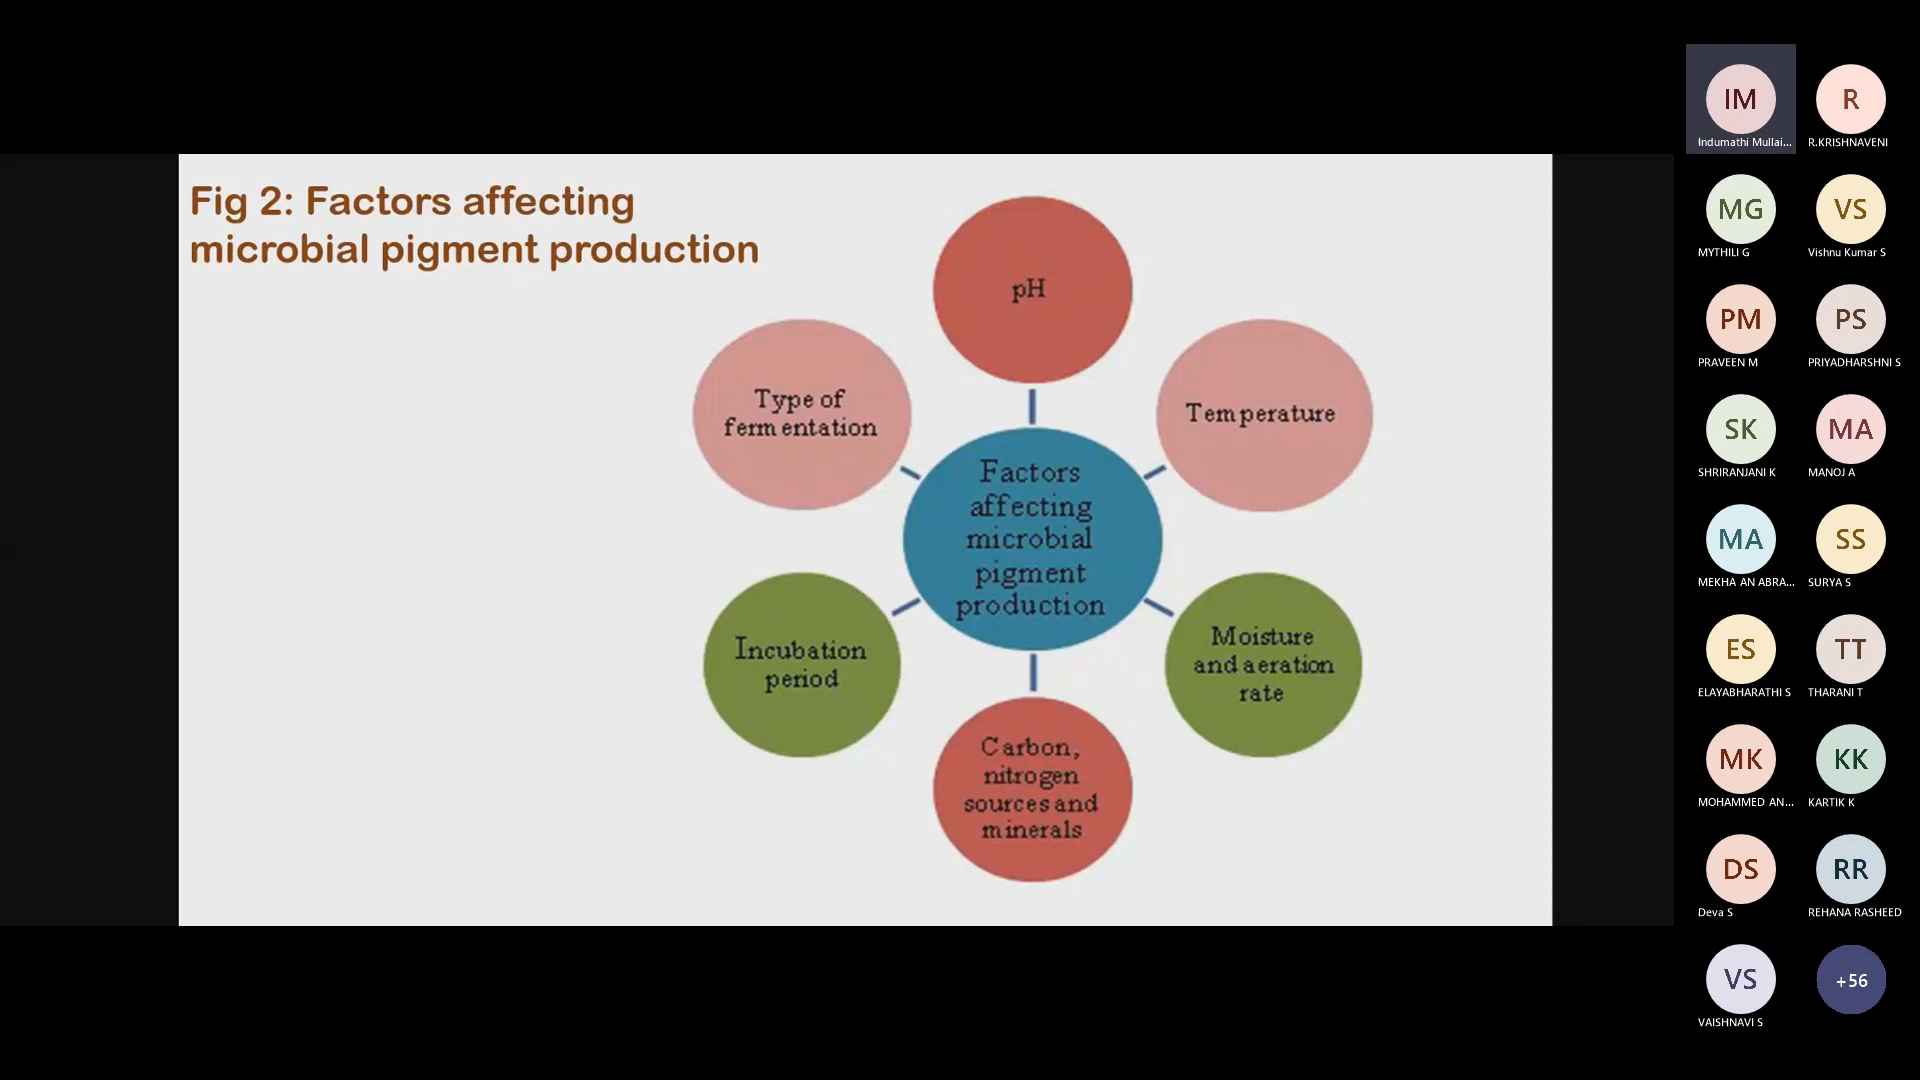 Fig 2: Factors affecting
microbial pigment production
pH
Type of
fermentation
Temperature
Factors
affecting
microbial
pigment
production
Incubation
period
Moisture
and aeration
rate
Carbon,
nitrogen
sources and
minerals
IM
Indumathi Mullai...
R
R.KRISHNAVENI
MG
MYTHILI G
VS
Vishnu Kumar S
PM
PRAVEEN M
PS
PRIYADHARSHNI S
SK
SHRIRANJANI K
MA
MANOJ A
MA
MEKHA AN ABRA...
SS
SURYA S
ES
ELAYABHARATHI S
TT
THARANI T
MK
MOHAMMED AN...
KK
KARTIK K
DS
Deva S
RR
REHANA RASHEED
VS
VAISHNAVI S
+56